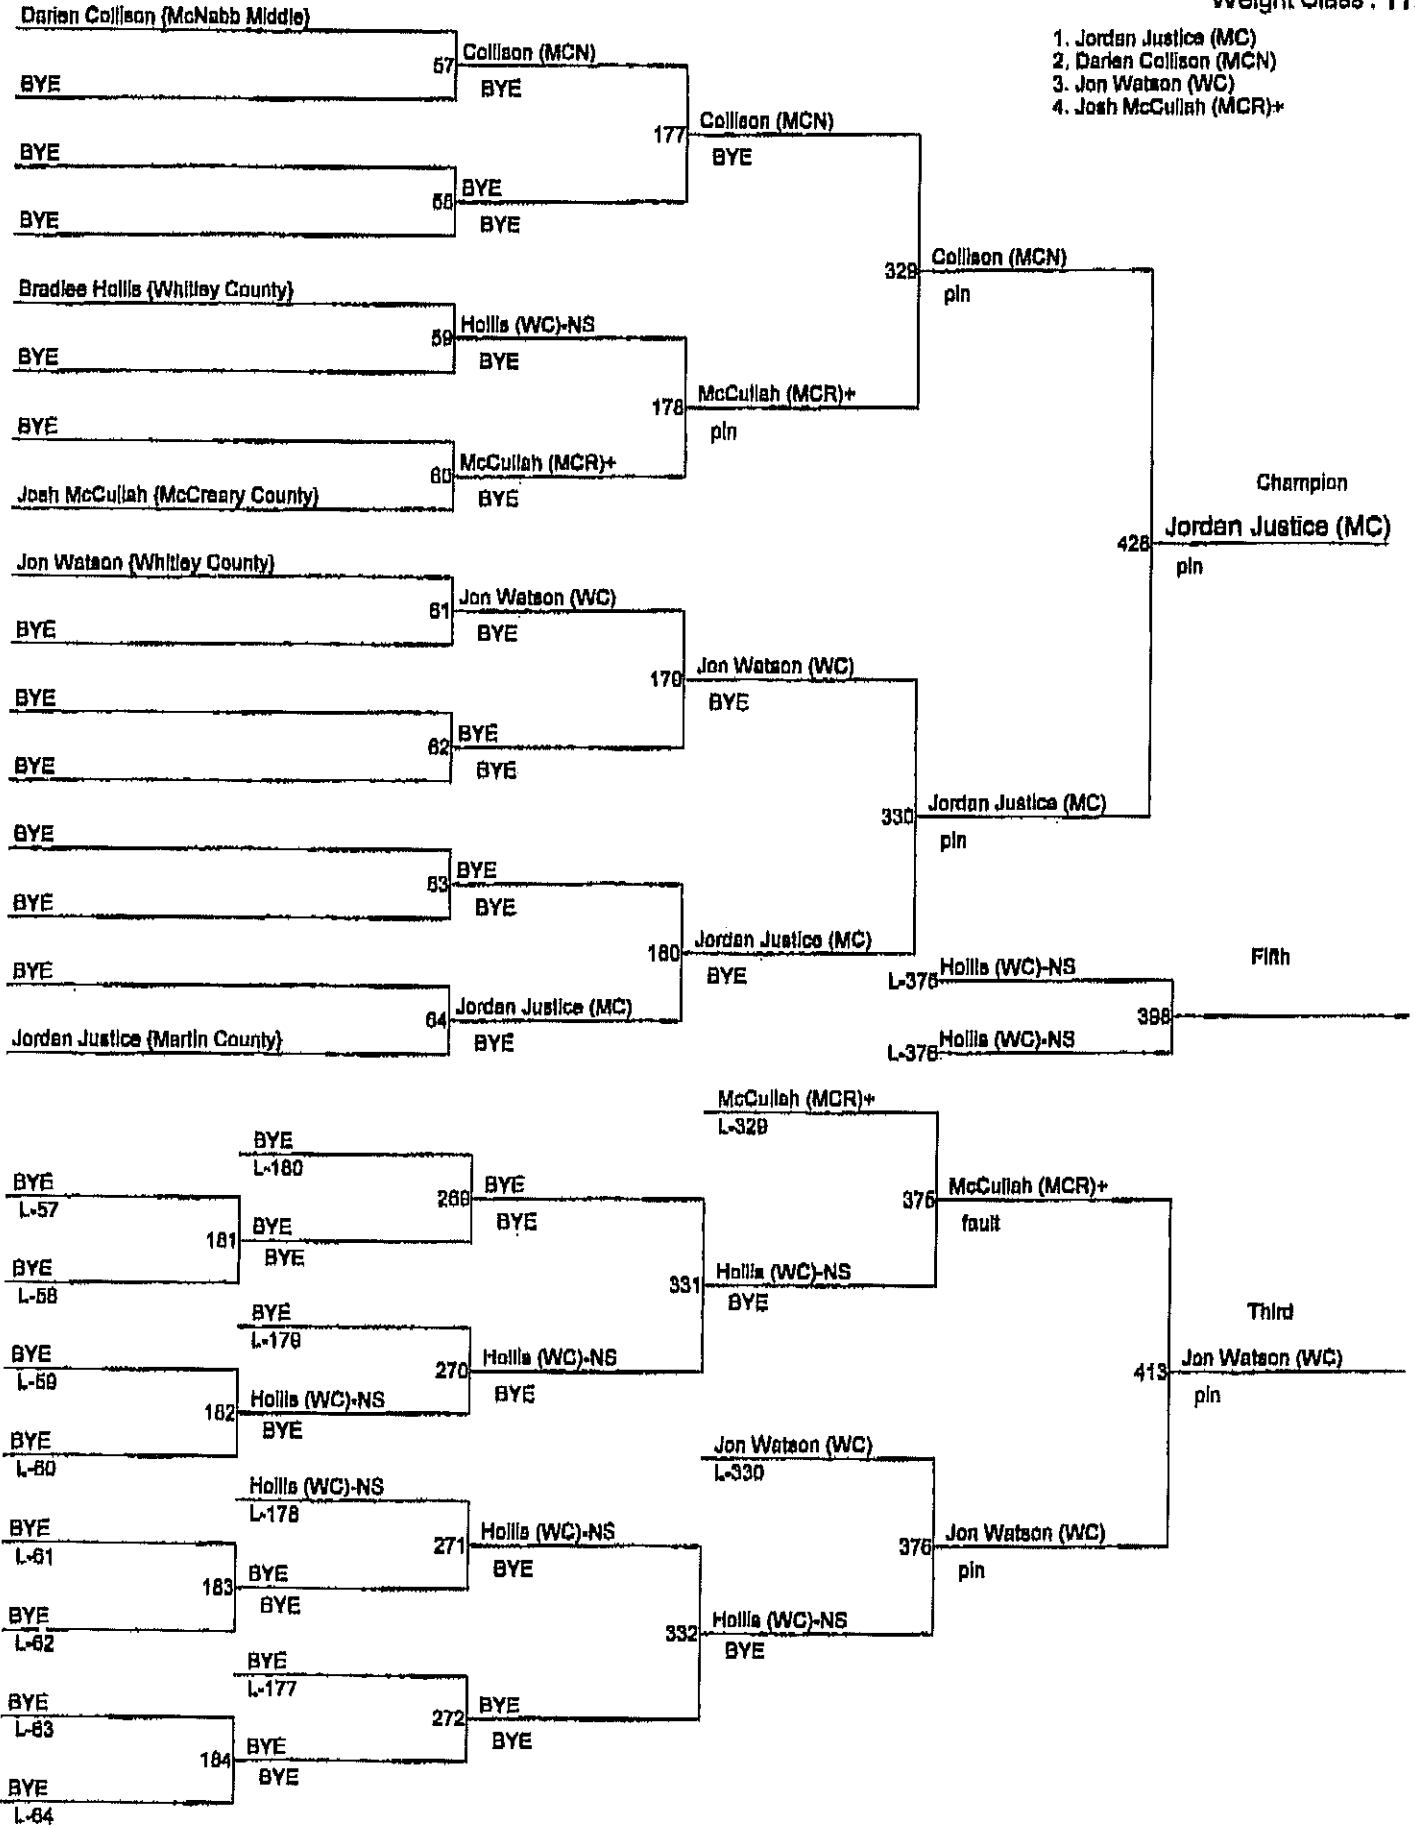 Weight Class : 11
1. Jordan Justice (MC)
2. Darien Collison (MCN)
3. Jon Watson (WC)
4. Josh McCullah (MCR)+
Darien Collison {McNabb Middle}
57 Collison (MCN)
BYE
BYE
177 Collison (MCN)
BYE
BYE
58 BYE
BYE
BYE
329 Collison (MCN)
pin
Bradlee Hollis {Whitley County}
59 Hollis (WC)-NS
BYE
BYE
178 McCullah (MCR)+
pin
BYE
60 McCullah (MCR)+
BYE
Josh McCullah {McCreary County}
Champion
428 Jordan Justice (MC)
pin
Jon Watson {Whitley County}
61 Jon Watson (WC)
BYE
BYE
179 Jon Watson (WC)
BYE
BYE
62 BYE
BYE
BYE
330 Jordan Justice (MC)
pin
BYE
63 BYE
BYE
BYE
180 Jordan Justice (MC)
BYE
BYE
64 Jordan Justice (MC)
BYE
Jordan Justice {Martin County}
Fifth
L-375 Hollis (WC)-NS
398
L-376 Hollis (WC)-NS
McCullah (MCR)+
L-329
BYE
L-180
BYE
L-57
269 BYE
BYE
375 McCullah (MCR)+
fault
181 BYE
BYE
BYE
L-58
331 Hollis (WC)-NS
BYE
BYE
L-179
Third
BYE
L-59
270 Hollis (WC)-NS
BYE
413 Jon Watson (WC)
pin
182 Hollis (WC)-NS
BYE
BYE
L-60
Jon Watson (WC)
L-330
Hollis (WC)-NS
L-178
BYE
L-61
271 Hollis (WC)-NS
BYE
376 Jon Watson (WC)
pin
183 BYE
BYE
BYE
L-62
332 Hollis (WC)-NS
BYE
BYE
L-177
BYE
L-63
272 BYE
BYE
184 BYE
BYE
BYE
L-64